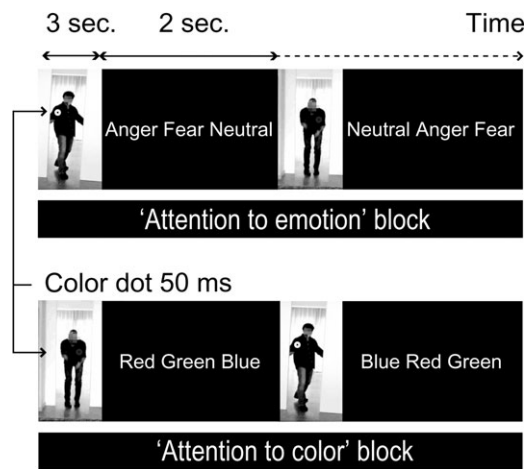 3 sec. 2 sec. Time
Anger Fear Neutral Neutral Anger Fear
'Attention to emotion' block
Color dot 50 ms
Red Green Blue Blue Red Green
'Attention to color' block